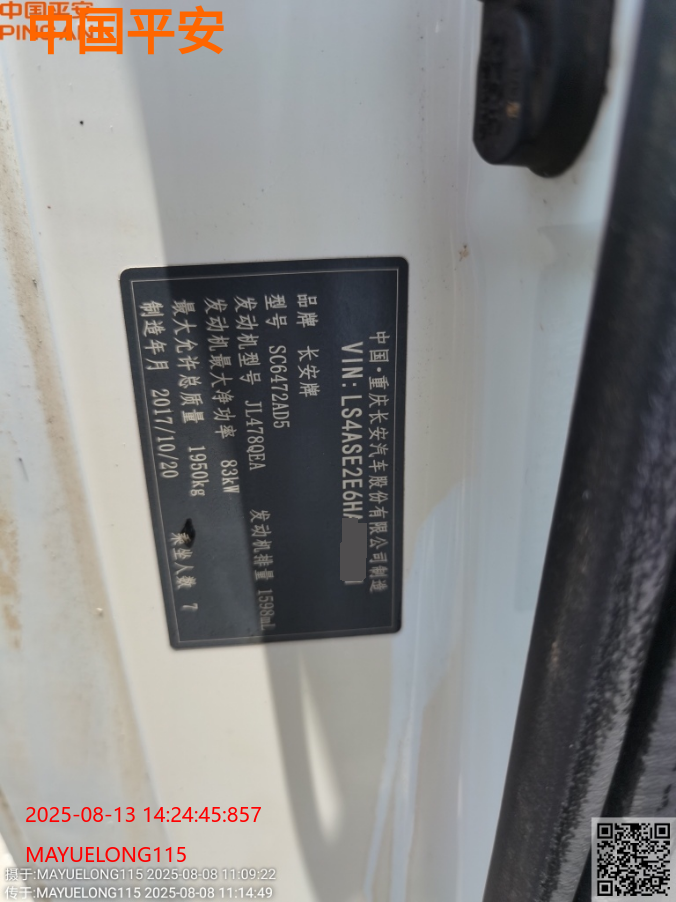 中国平安
PING AN
中国平安
中国·重庆长安汽车股份有限公司制造
VIN:LS4ASE2E6HA
品牌 长安牌
型号 SC6472AD5
发动机型号 JL478QEA 发动机排量 1598mL
发动机最大净功率 83kW
最大允许总质量 1950kg 乘坐人数 7
制造年月 2017/10/20
2025-08-13 14:24:45:857
MAYUELONG115
摄于:MAYUELONG115 2025-08-08 11:09:22
传于:MAYUELONG115 2025-08-08 11:14:49